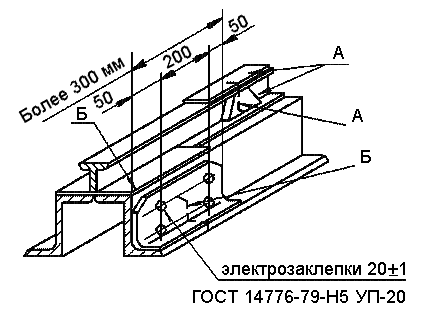 Более 300 мм
50
200
50
А
Б
А
Б
электрозаклепки 20±1
ГОСТ 14776-79-Н5 УП-20